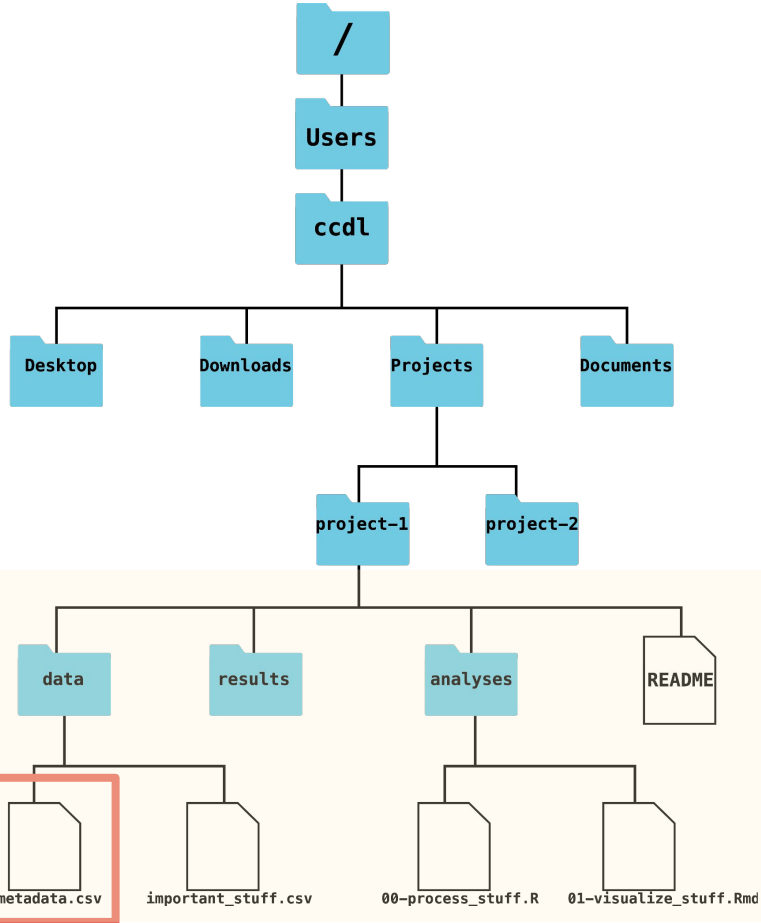 /
Users
ccdl
Desktop
Downloads
Projects
Documents
project-1
project-2
data
results
analyses
README
metadata.csv
important_stuff.csv
00-process_stuff.R
01-visualize_stuff.Rmd